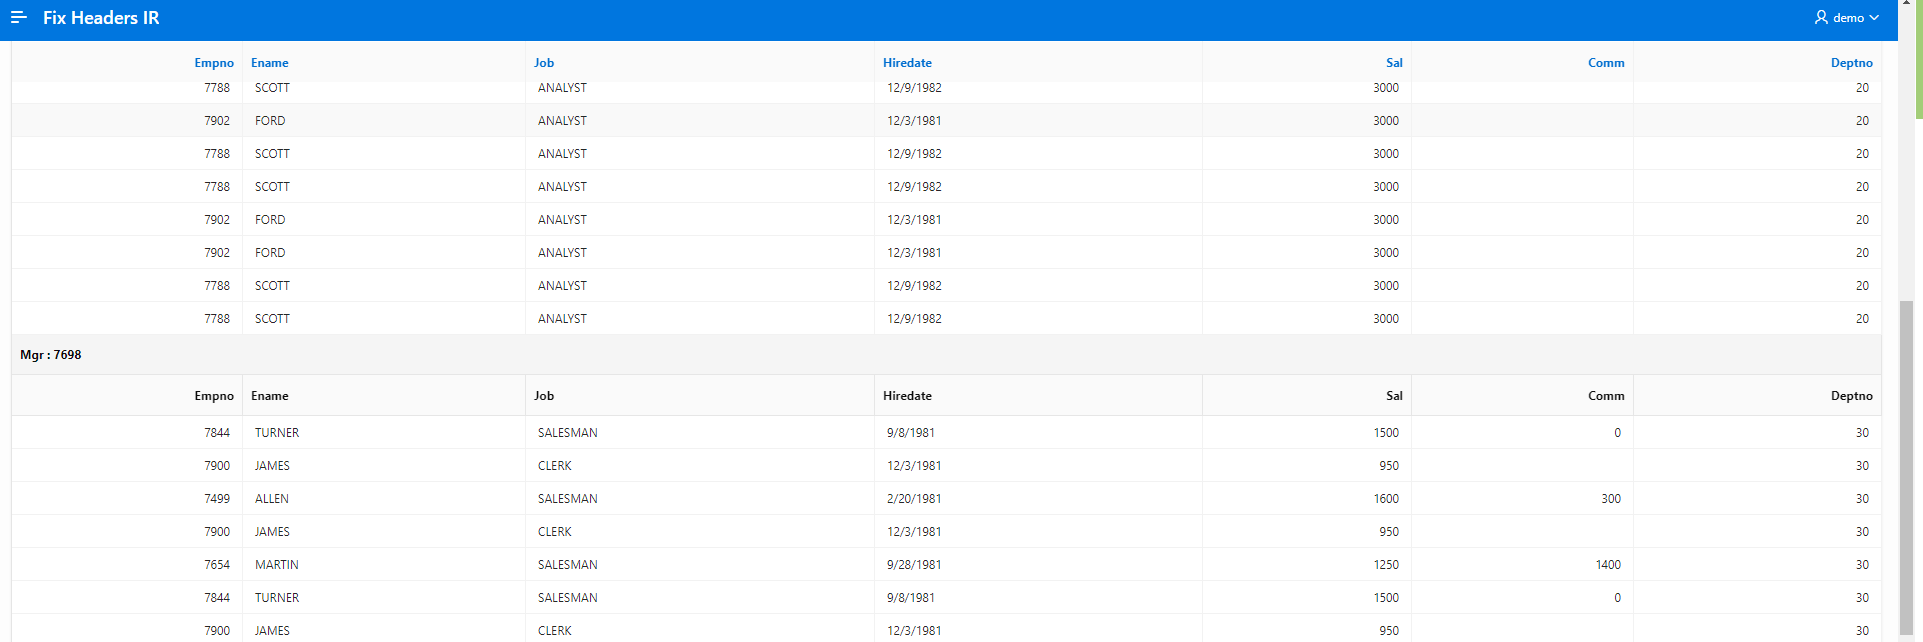 Fix Headers IR demo
Empno Ename Job Hiredate Sal Comm Deptno
7788 SCOTT ANALYST 12/9/1982 3000 20
7902 FORD ANALYST 12/3/1981 3000 20
7788 SCOTT ANALYST 12/9/1982 3000 20
7788 SCOTT ANALYST 12/9/1982 3000 20
7902 FORD ANALYST 12/3/1981 3000 20
7902 FORD ANALYST 12/3/1981 3000 20
7788 SCOTT ANALYST 12/9/1982 3000 20
7788 SCOTT ANALYST 12/9/1982 3000 20
Mgr : 7698
Empno Ename Job Hiredate Sal Comm Deptno
7844 TURNER SALESMAN 9/8/1981 1500 0 30
7900 JAMES CLERK 12/3/1981 950 30
7499 ALLEN SALESMAN 2/20/1981 1600 300 30
7900 JAMES CLERK 12/3/1981 950 30
7654 MARTIN SALESMAN 9/28/1981 1250 1400 30
7844 TURNER SALESMAN 9/8/1981 1500 0 30
7900 JAMES CLERK 12/3/1981 950 30